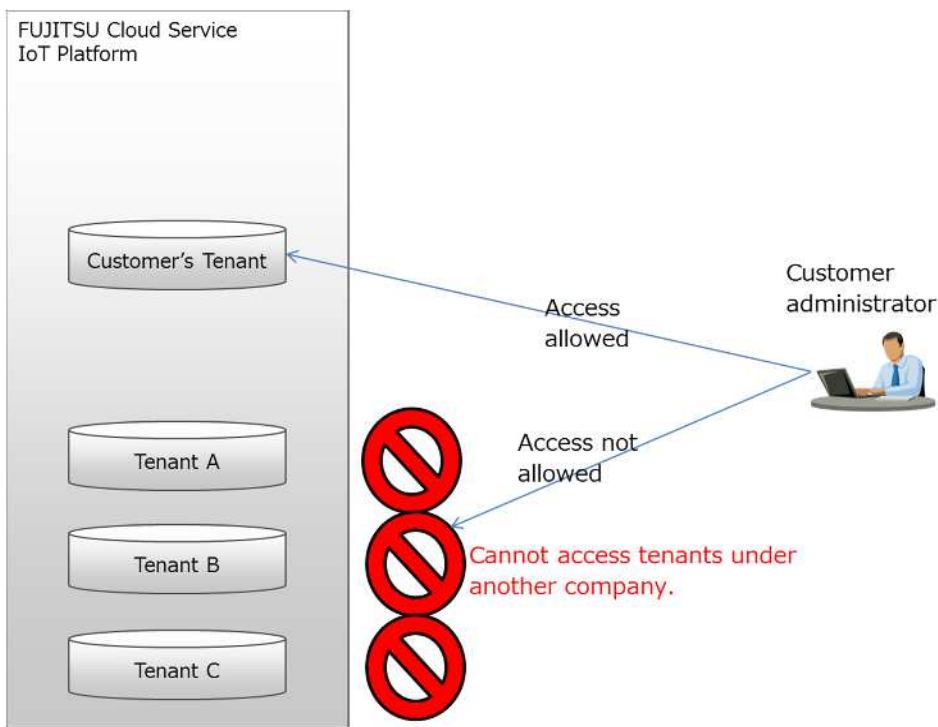 FUJITSU Cloud Service
IoT Platform
Customer's Tenant
Customer
administrator
Access
allowed
Tenant A
Access not
allowed
Tenant B
Cannot access tenants under
another company.
Tenant C